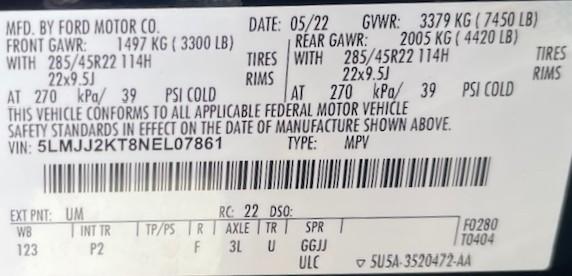 MFD. BY FORD MOTOR CO. DATE: 05/22 GVWR: 3379 KG ( 7450 LB)
FRONT GAWR: 1497 KG ( 3300 LB) REAR GAWR: 2005 KG ( 4420 LB)
WITH 285/45R22 114H TIRES WITH 285/45R22 114H TIRES
22x9.5J RIMS 22x9.5J RIMS
AT 270 kPa/ 39 PSI COLD AT 270 kPa/ 39 PSI COLD
THIS VEHICLE CONFORMS TO ALL APPLICABLE FEDERAL MOTOR VEHICLE
SAFETY STANDARDS IN EFFECT ON THE DATE OF MANUFACTURE SHOWN ABOVE.
VIN: 5LMJJ2KT8NEL07861 TYPE: MPV
EXT PNT: UM RC: 22 DSO:
WB INT TR TP/PS R AXLE TR SPR F0280
123 P2 F 3L U GGJJ T0404
ULC ▽ 5U5A-3520472-AA